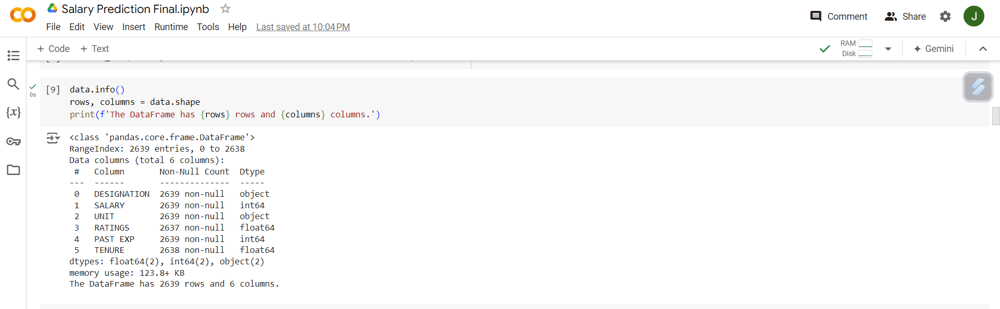 Salary Prediction Final.ipynb
File Edit View Insert Runtime Tools Help Last saved at 10:04 PM
Comment Share J
+ Code + Text
RAM
Disk
Gemini
{x}
0s
[9] data.info()
rows, columns = data.shape
print(f'The DataFrame has {rows} rows and {columns} columns.')
<class 'pandas.core.frame.DataFrame'>
RangeIndex: 2639 entries, 0 to 2638
Data columns (total 6 columns):
# Column Non-Null Count Dtype
--- ------ -------------- -----
0 DESIGNATION 2639 non-null object
1 SALARY 2639 non-null int64
2 UNIT 2639 non-null object
3 RATINGS 2637 non-null float64
4 PAST EXP 2639 non-null int64
5 TENURE 2638 non-null float64
dtypes: float64(2), int64(2), object(2)
memory usage: 123.8+ KB
The DataFrame has 2639 rows and 6 columns.